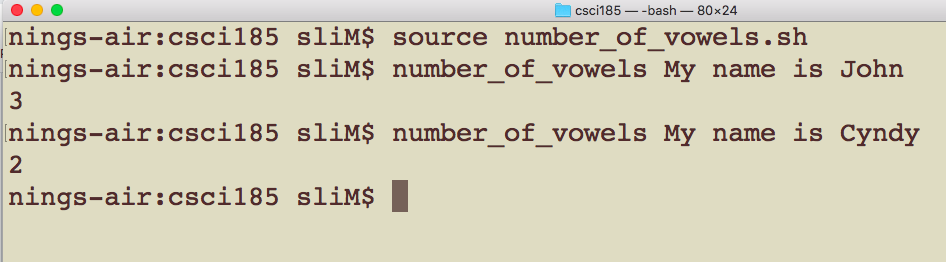 csci185 — -bash — 80×24
nings-air:csci185 sliM$ source number_of_vowels.sh
nings-air:csci185 sliM$ number_of_vowels My name is John
3
nings-air:csci185 sliM$ number_of_vowels My name is Cyndy
2
nings-air:csci185 sliM$